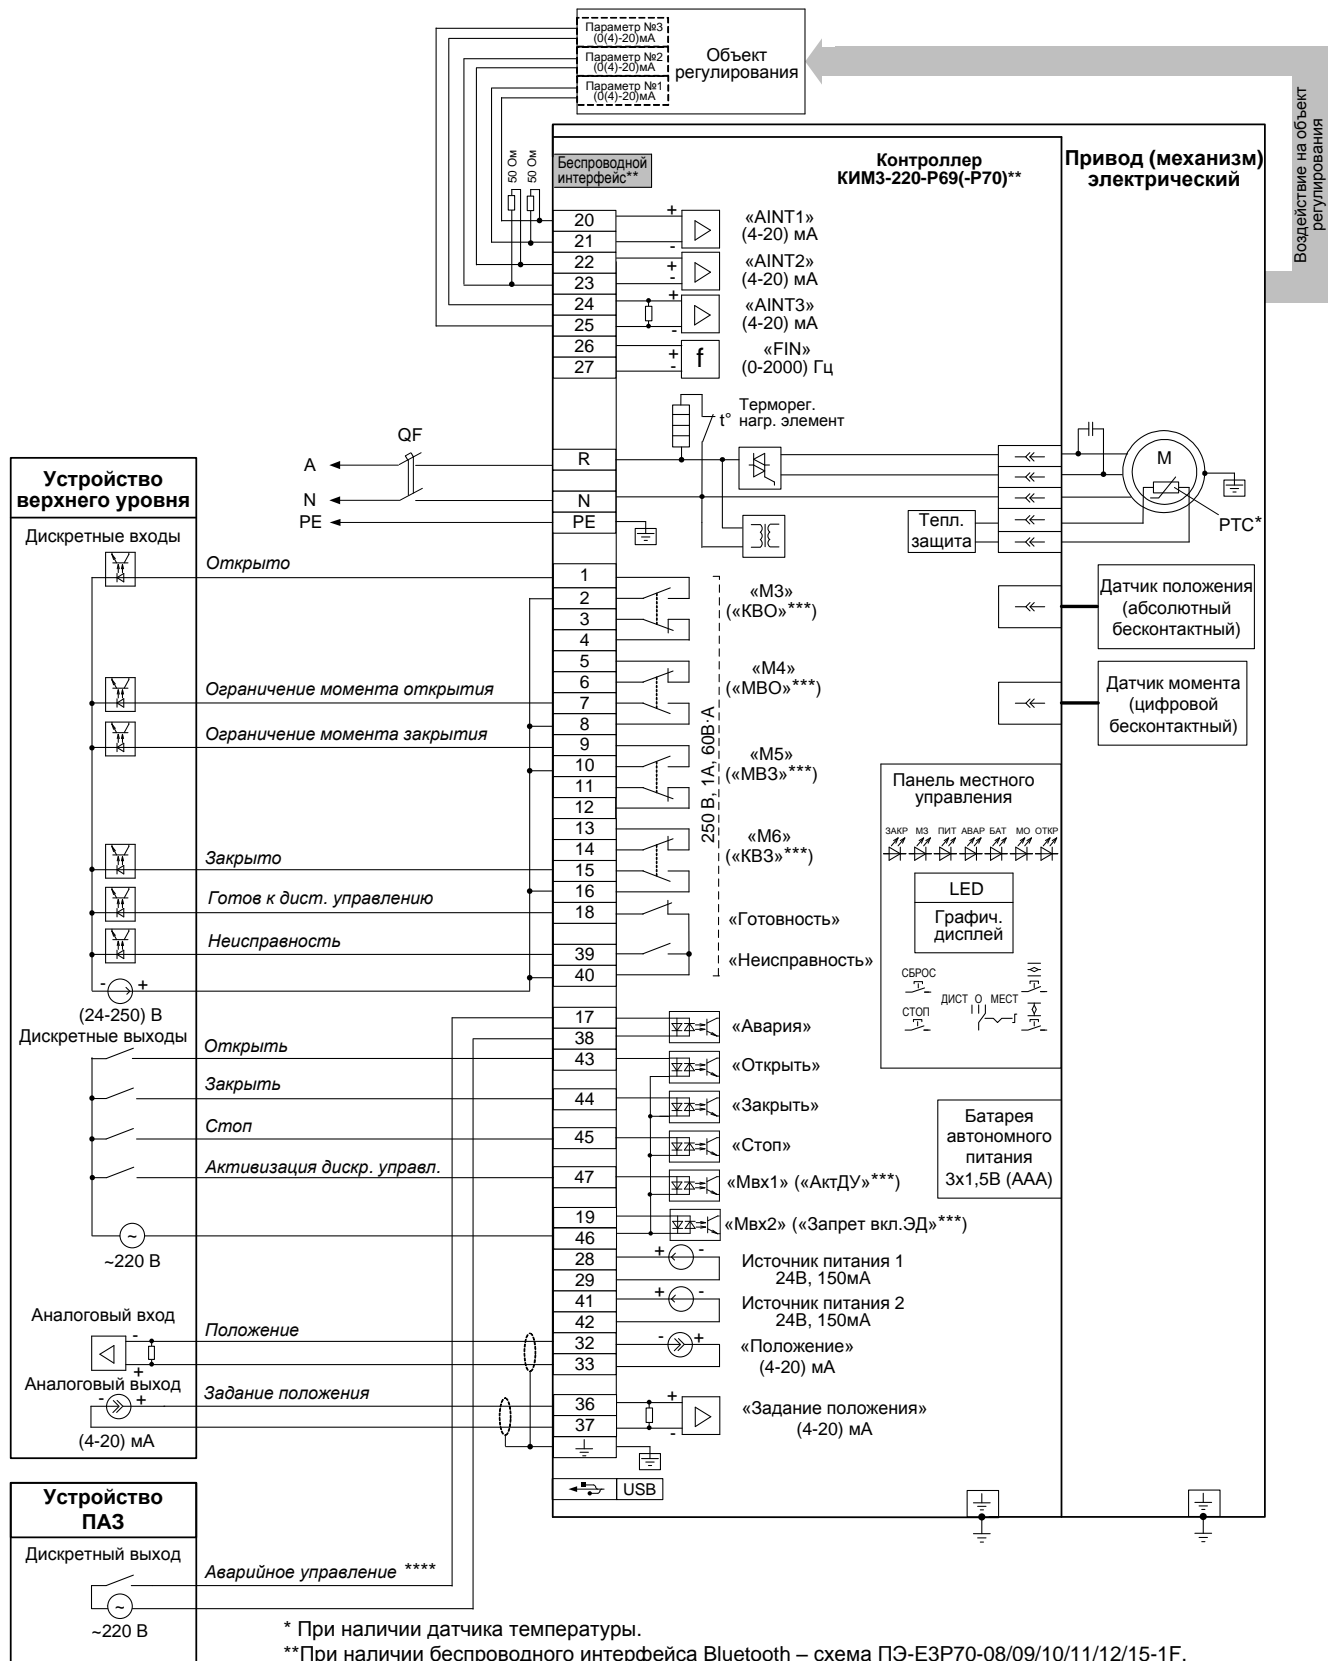 Параметр №3
(0(4)-20)мА
Параметр №2
(0(4)-20)мА
Параметр №1
(0(4)-20)мА
Объект
регулирования
Воздействие на объект
регулирования
50 Ом
50 Ом
Беспроводной
интерфейс**
Контроллер
КИМ3-220-Р69(-Р70)**
Привод (механизм)
электрический
20
21
22
23
24
25
26
27
+
-
«AINT1»
(4-20) мА
+
-
«AINT2»
(4-20) мА
+
-
«AINT3»
(4-20) мА
+
-
f
«FIN»
(0-2000) Гц
t°
Терморег.
нагр. элемент
QF
A
N
PE
R
N
PE
M
Тепл.
защита
PTC*
Устройство
верхнего уровня
Дискретные входы
Открыто
Ограничение момента открытия
Ограничение момента закрытия
Закрыто
Готов к дист. управлению
Неисправность
- +
(24-250) В
1
2
3
4
5
6
7
8
9
10
11
12
13
14
15
16
18
39
40
«М3»
(«КВО»***)
«М4»
(«МВО»***)
«М5»
(«МВЗ»***)
«М6»
(«КВЗ»***)
250 В, 1А, 60В·А
«Готовность»
«Неисправность»
Датчик положения
(абсолютный
бесконтактный)
Датчик момента
(цифровой
бесконтактный)
Панель местного
управления
ЗАКР МЗ ПИТ АВАР БАТ МО ОТКР
LED
Графич.
дисплей
СБРОС
СТОП
ДИСТ О МЕСТ
Батарея
автономного
питания
3х1,5В (ААА)
Дискретные выходы
Открыть
Закрыть
Стоп
Активизация дискр. управл.
~
~220 В
17
38
43
44
45
47
19
46
28
29
41
42
32
33
36
37
«Авария»
«Открыть»
«Закрыть»
«Стоп»
«Мвх1» («АктДУ»***)
«Мвх2» («Запрет вкл.ЭД»***)
+ -
Источник питания 1
24В, 150мА
+ -
Источник питания 2
24В, 150мА
- +
«Положение»
(4-20) мА
+
-
«Задание положения»
(4-20) мА
Аналоговый вход
-
+
Положение
Аналоговый выход
- +
Задание положения
(4-20) мА
USB
Устройство
ПАЗ
Дискретный выход
Аварийное управление ****
~
~220 В
* При наличии датчика температуры.
**При наличии беспроводного интерфейса Bluetooth – схема ПЭ-Е3Р70-08/09/10/11/12/15-1F.